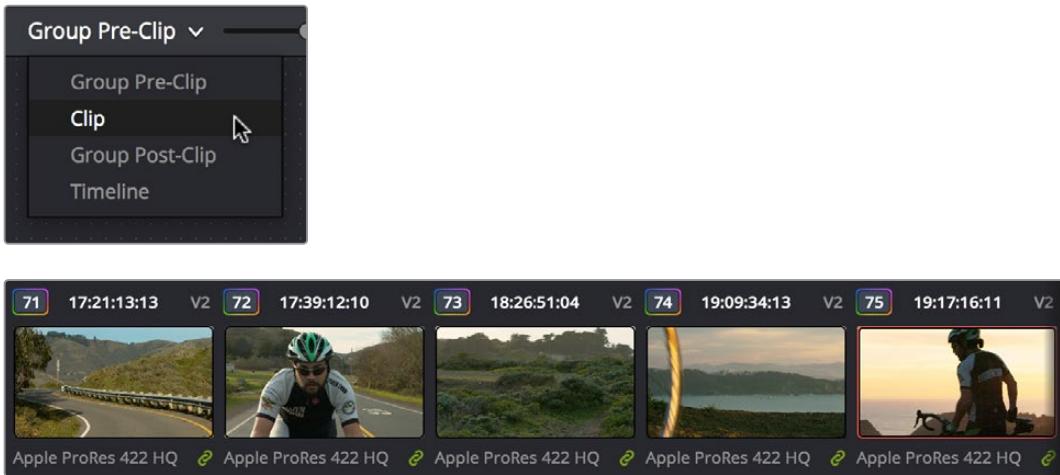 Group Pre-Clip
Group Pre-Clip
Clip
Group Post-Clip
Timeline
71 17:21:13:13 V2 72 17:39:12:10 V2 73 18:26:51:04 V2 74 19:09:34:13 V2 75 19:17:16:11 V2
Apple ProRes 422 HQ Apple ProRes 422 HQ Apple ProRes 422 HQ Apple ProRes 422 HQ Apple ProRes 422 HQ